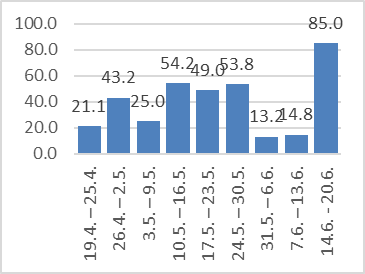 100.0
80.0
60.0
40.0
20.0
0.0
21.1
43.2
25.0
54.2
49.0
53.8
13.2
14.8
85.0
19.4. – 25.4.
26.4. – 2.5.
3.5. – 9.5.
10.5. – 16.5.
17.5. – 23.5.
24.5. – 30.5.
31.5. – 6.6.
7.6. – 13.6.
14.6. - 20.6.